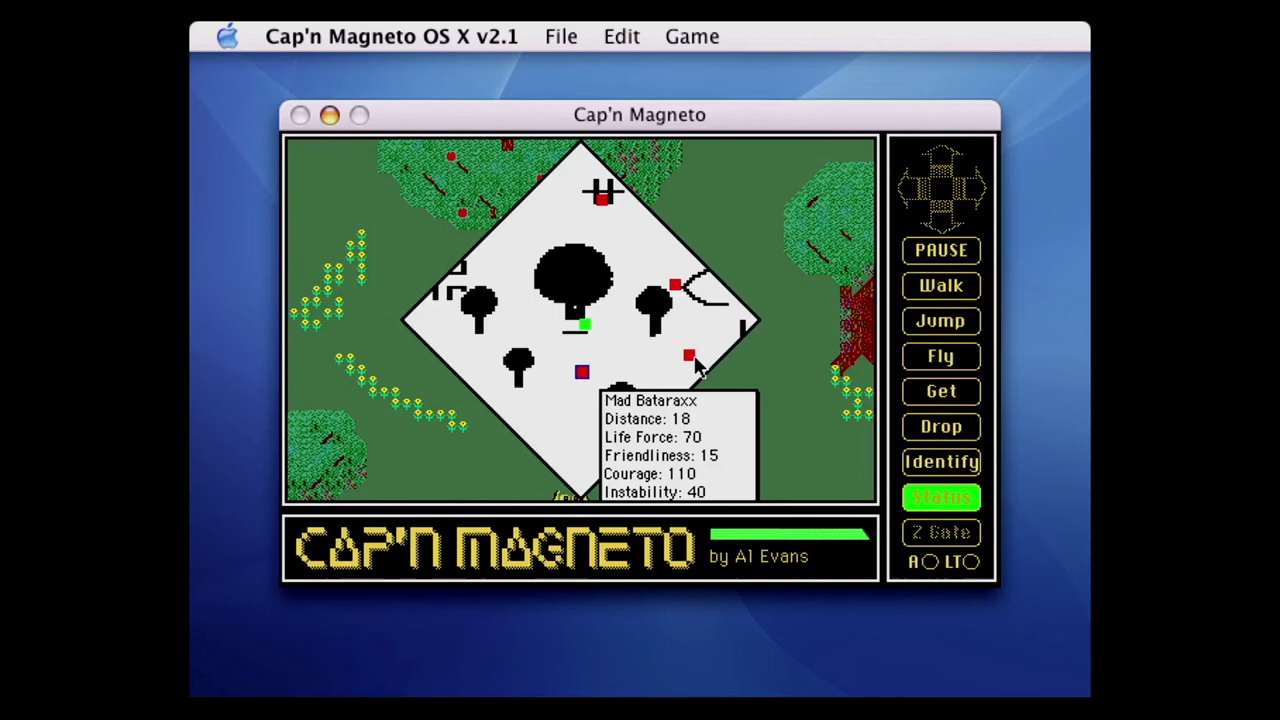 Cap'n Magneto OS X v2.1 File Edit Game
Cap'n Magneto
PAUSE
Walk
Jump
Fly
Get
Drop
Identify
Status
Z Gate
A LT
Mad Bataraxx
Distance: 18
Life Force: 70
Friendliness: 15
Courage: 110
Instability: 40
CAP'N MAGNETO
by Al Evans